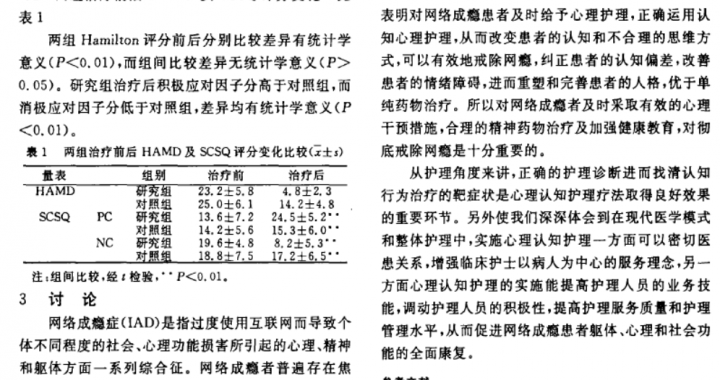 表 1
两组 Hamilton 评分前后分别比较差异有统计学
意义(P<0.01),而组间比较差异无统计学意义(P>
0.05)。研究组治疗后积极应对因子分高于对照组,而
消极应对因子分低于对照组,差异均有统计学意义(P
<0.01)。
表 1 两组治疗前后 HAMD 及 SCSQ 评分变化比较(x̄±s)
量表 组别 治疗前 治疗后
HAMD 研究组 23.2±5.8 4.8±2.3
对照组 25.0±6.1 14.2±4.8
SCSQ PC 研究组 13.6±7.2 24.5±5.2**
对照组 14.2±5.6 15.3±6.0**
NC 研究组 19.6±4.8 8.2±5.3**
对照组 18.8±7.5 17.2±6.5**
注:组间比较,经 t 检验,**P<0.01。
3 讨 论
网络成瘾症(IAD)是指过度使用互联网而导致个
体不同程度的社会、心理功能损害所引起的心理、精神
和躯体方面一系列综合征。网络成瘾者普遍存在焦
表明对网络成瘾患者及时给予心理护理,正确运用认
知心理护理,从而改变患者的认知和不合理的思维方
式,可以有效地戒除网瘾,纠正患者的认知偏差,改善
患者的情绪障碍,进而重塑和完善患者的人格,优于单
纯药物治疗。所以对网络成瘾者及时采取有效的心理
干预措施,合理的精神药物治疗及加强健康教育,对彻
底戒除网瘾是十分重要的。
从护理角度来讲,正确的护理诊断进而找清认知
行为治疗的靶症状是心理认知护理疗法取得良好效果
的重要环节。另外使我们深深体会到在现代医学模式
和整体护理中,实施心理认知护理一方面可以密切医
患关系,增强临床护士以病人为中心的服务理念,另一
方面心理认知护理的实施能提高护理人员的业务技
能,调动护理人员的积极性,提高护理服务质量和护理
管理水平,从而促进网络成瘾患者躯体、心理和社会功
能的全面康复。